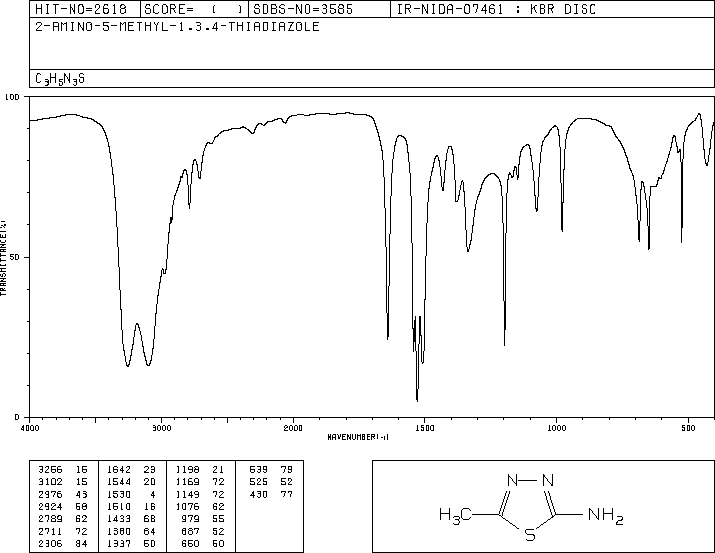 HIT-NO=2618 SCORE= ( ) SDBS-NO=3585 IR-NIDA-07461 : KBR DISC
2-AMINO-5-METHYL-1,3,4-THIADIAZOLE
C3H5N3S
100
50
0
TRANSMITTANCE(%)
4000 3000 2000 1500 1000 500
WAVENUMBER(-1)
3266 16 1642 23 1198 21 639 79
3102 15 1544 20 1169 72 525 52
2976 43 1530 4 1149 72 430 77
2924 60 1510 16 1076 62
2789 62 1433 68 979 55
2711 72 1380 64 687 52
2306 84 1337 50 650 50
N N
H3C S NH2